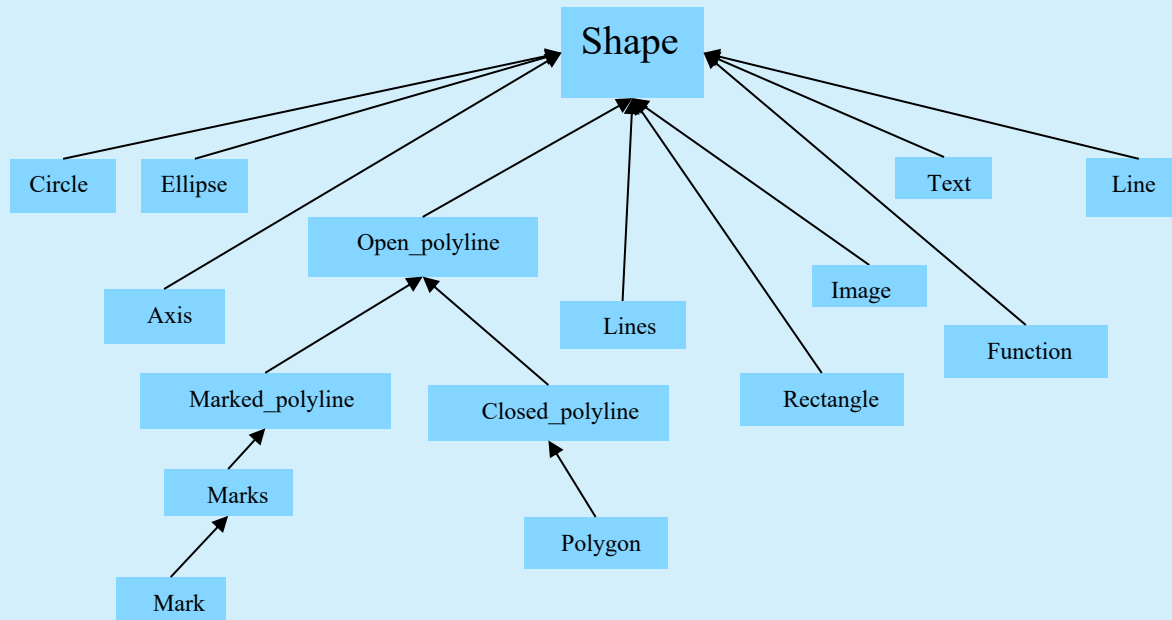 Shape
Circle
Ellipse
Text
Line
Open_polyline
Image
Axis
Lines
Function
Marked_polyline
Closed_polyline
Rectangle
Marks
Polygon
Mark